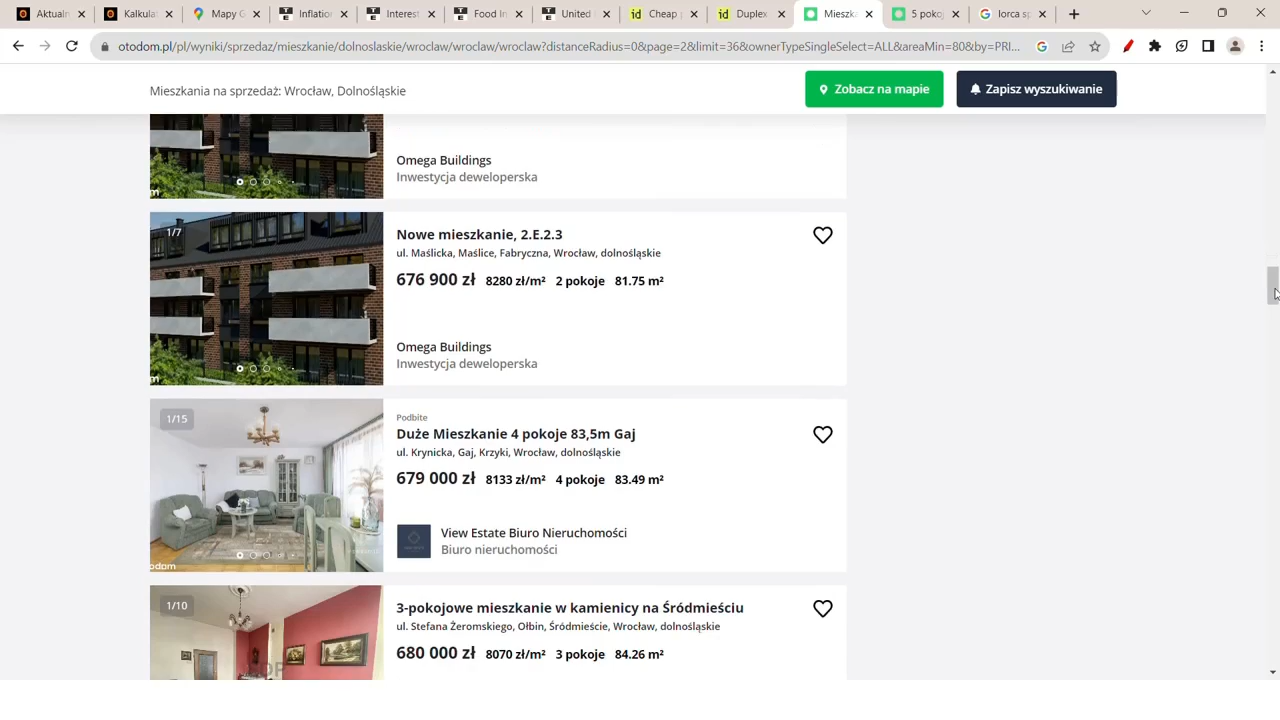 Aktualn
Kalkula
Mapy G
Inflation
Interest
Food In
United
Cheap p
Duplex
Mieszka
5 pokoj
lorca sp
otodom.pl/pl/wyniki/sprzedaz/mieszkanie/dolnoslaskie/wroclaw/wroclaw/wroclaw?distanceRadius=0&page=2&limit=36&ownerTypeSingleSelect=ALL&areaMin=80&by=PRI...
Mieszkania na sprzedaż: Wrocław, Dolnośląskie
Zobacz na mapie
Zapisz wyszukiwanie
Omega Buildings
Inwestycja deweloperska
1/7
Nowe mieszkanie, 2.E.2.3
ul. Maślicka, Maślice, Fabryczna, Wrocław, dolnośląskie
676 900 zł 8280 zł/m² 2 pokoje 81.75 m²
Omega Buildings
Inwestycja deweloperska
1/15
Podbite
Duże Mieszkanie 4 pokoje 83,5m Gaj
ul. Krynicka, Gaj, Krzyki, Wrocław, dolnośląskie
679 000 zł 8133 zł/m² 4 pokoje 83.49 m²
View Estate Biuro Nieruchomości
Biuro nieruchomości
1/10
3-pokojowe mieszkanie w kamienicy na Śródmieściu
ul. Stefana Żeromskiego, Ołbin, Śródmieście, Wrocław, dolnośląskie
680 000 zł 8070 zł/m² 3 pokoje 84.26 m²